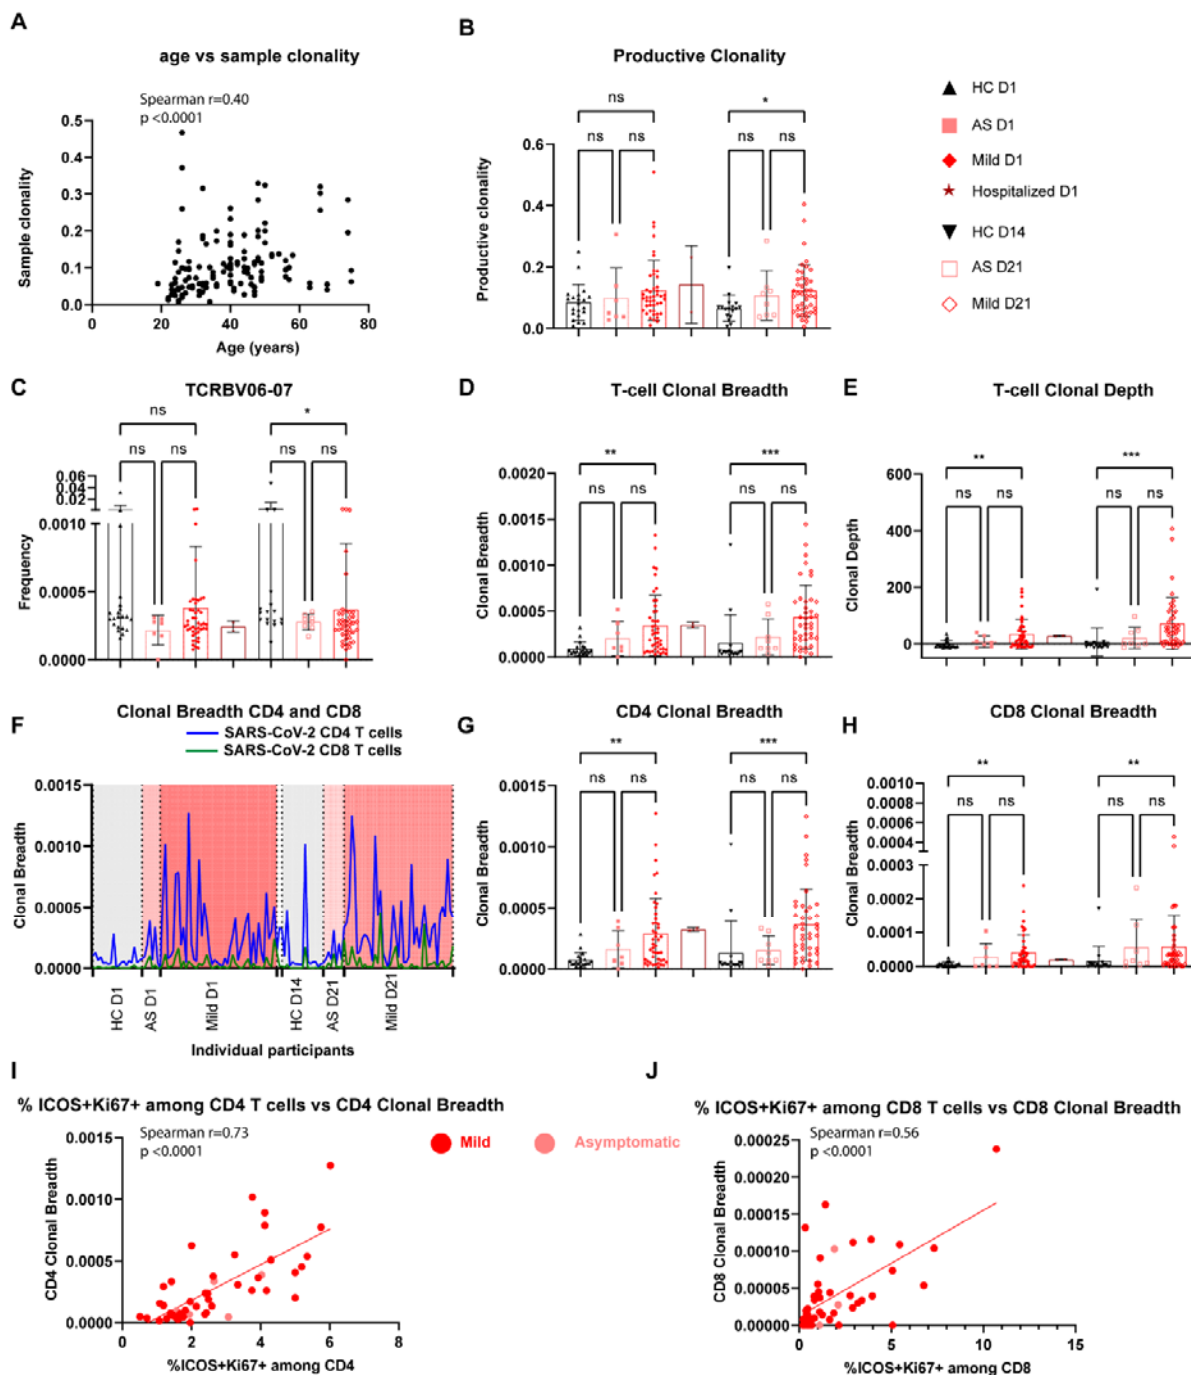 A
age vs sample clonality
Spearman r=0.40
p <0.0001
Sample clonality
0.5
0.4
0.3
0.2
0.1
0.0
0 20 40 60 80
Age (years)
B
Productive Clonality
Productive clonality
0.6
0.4
0.2
0.0
ns
ns ns
*
ns ns
HC D1
AS D1
Mild D1
Hospitalized D1
HC D14
AS D21
Mild D21
C
TCRBV06-07
Frequency
0.06
0.04
0.02
0.0010
0.0005
0.0000
ns
ns ns
*
ns ns
D
T-cell Clonal Breadth
Clonal Breadth
0.0020
0.0015
0.0010
0.0005
0.0000
**
ns ns
***
ns ns
E
T-cell Clonal Depth
Clonal Depth
600
400
200
0
**
ns ns
***
ns ns
F
Clonal Breadth CD4 and CD8
SARS-CoV-2 CD4 T cells
SARS-CoV-2 CD8 T cells
Clonal Breadth
0.0015
0.0010
0.0005
0.0000
HC D1
AS D1
Mild D1
HC D14
AS D21
Mild D21
Individual participants
G
CD4 Clonal Breadth
Clonal Breadth
0.0015
0.0010
0.0005
0.0000
**
ns ns
***
ns ns
H
CD8 Clonal Breadth
Clonal Breadth
0.0010
0.0008
0.0006
0.0004
0.0003
0.0002
0.0001
0.0000
**
ns ns
**
ns ns
I
% ICOS+Ki67+ among CD4 T cells vs CD4 Clonal Breadth
Spearman r=0.73
p <0.0001
CD4 Clonal Breadth
0.0015
0.0010
0.0005
0.0000
0 2 4 6 8
%ICOS+Ki67+ among CD4
Mild
Asymptomatic
J
% ICOS+Ki67+ among CD8 T cells vs CD8 Clonal Breadth
Spearman r=0.56
p <0.0001
CD8 Clonal Breadth
0.00025
0.00020
0.00015
0.00010
0.00005
0.00000
0 5 10 15
%ICOS+Ki67+ among CD8